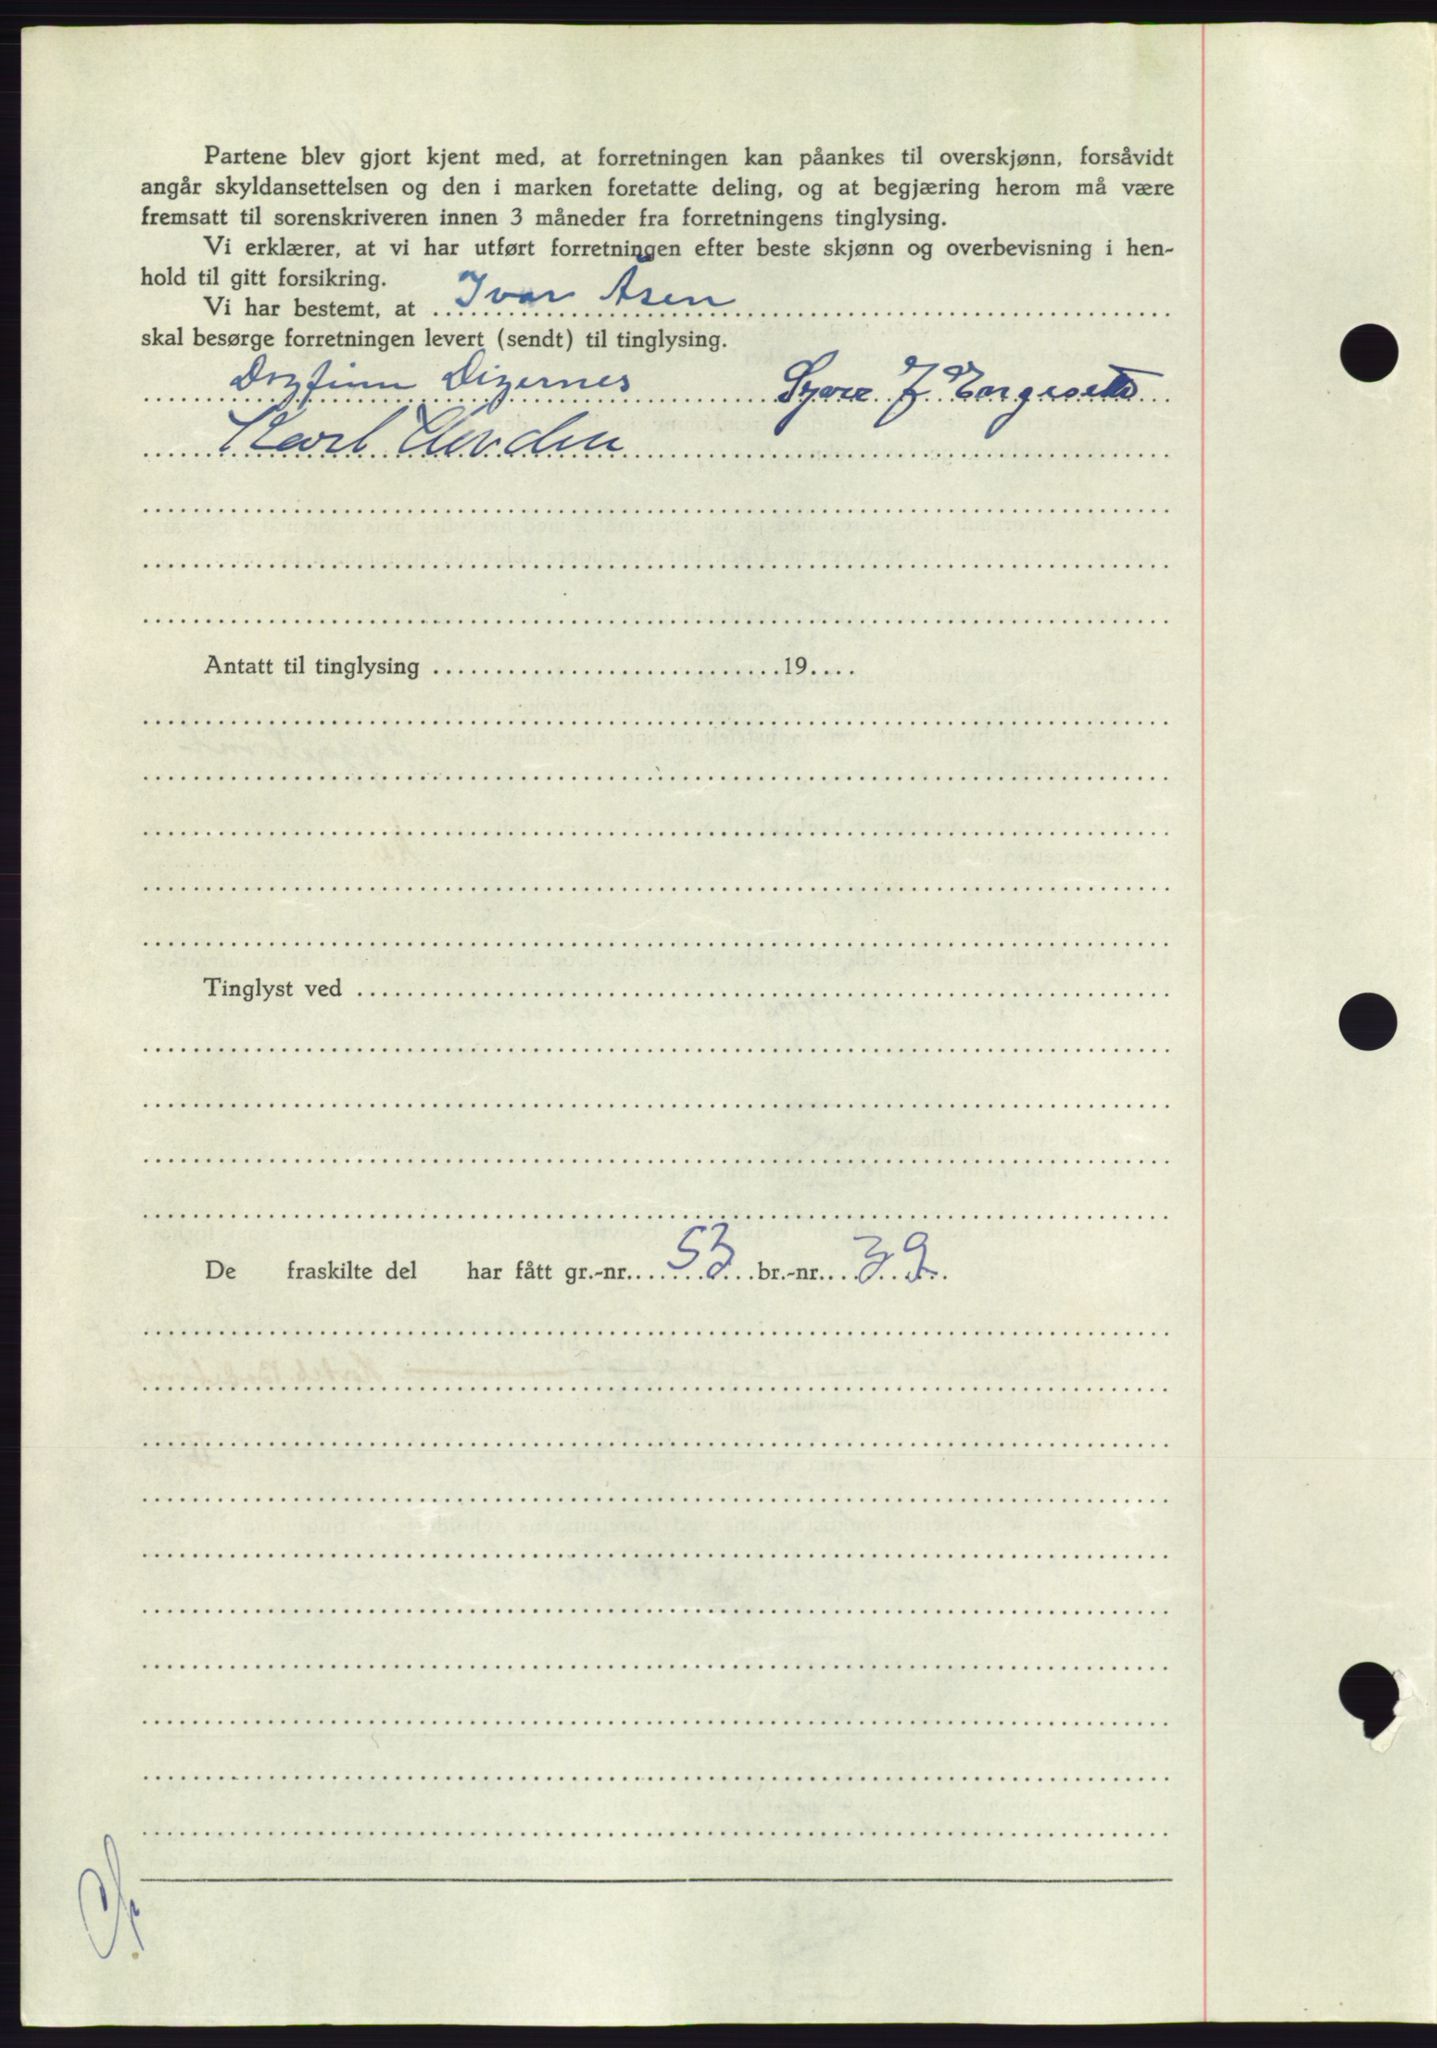 Partene blev gjort kjent med, at forretningen kan påankes til overskjønn, forsåvidt
angår skyldansettelsen og den i marken foretatte deling, og at begjæring herom må være
fremsatt til sorenskriveren innen 3 måneder fra forretningens tinglysing.
Vi erklærer, at vi har utført forretningen efter beste skjønn og overbevisning i hen-
hold til gitt forsikring.
Vi har bestemt, at Ivar Åsen
skal besørge forretningen levert (sendt) til tinglysing.
Dogfinn Digernes
Karl
Antatt til tinglysing 19
Tinglyst ved
De fraskilte del har fått gr.-nr. 53 br.-nr. 39